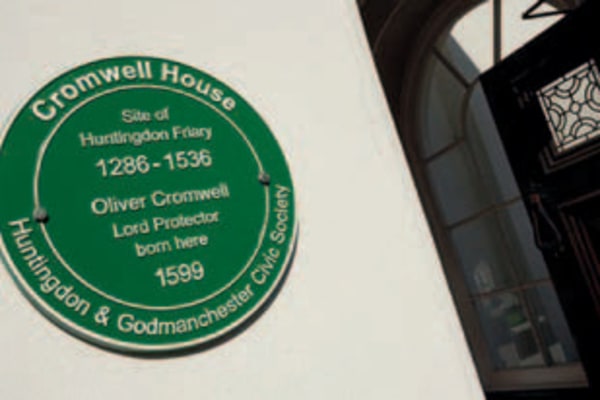 Cromwell House
Site of
Huntingdon Friary
1286 - 1536
Oliver Cromwell
Lord Protector
born here
1599
Huntingdon & Godmanchester Civic Society